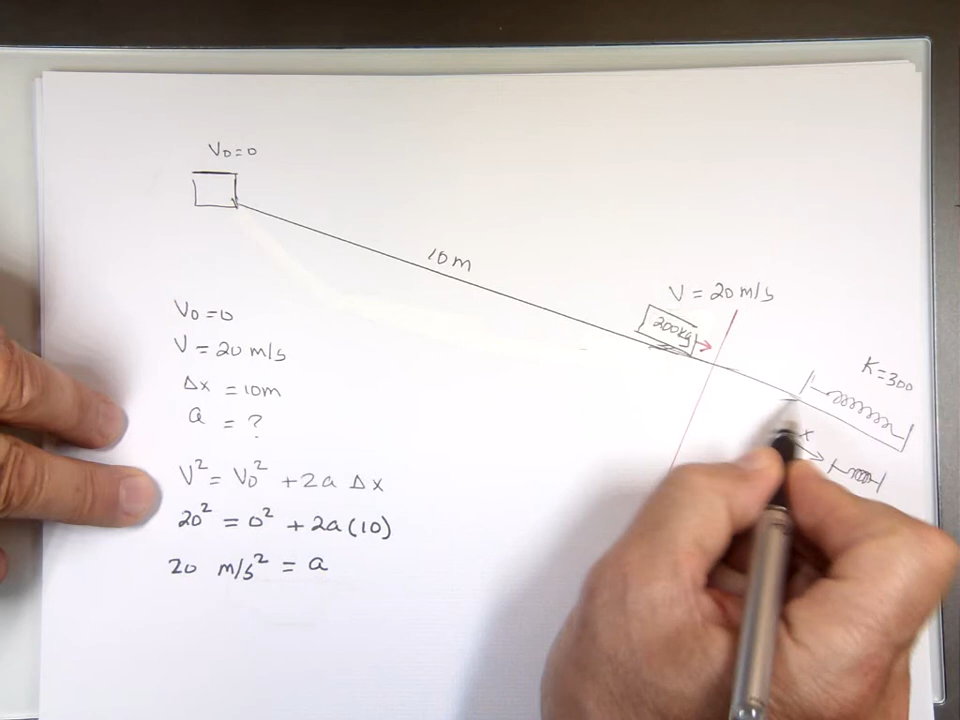 V0=0
10m
V = 20 m/s
200kg
K=300
x
V0=0
V = 20 m/s
Δx = 10m
a = ?
V² = V0² + 2a Δx
20² = 0² + 2a(10)
20 m/s² = a